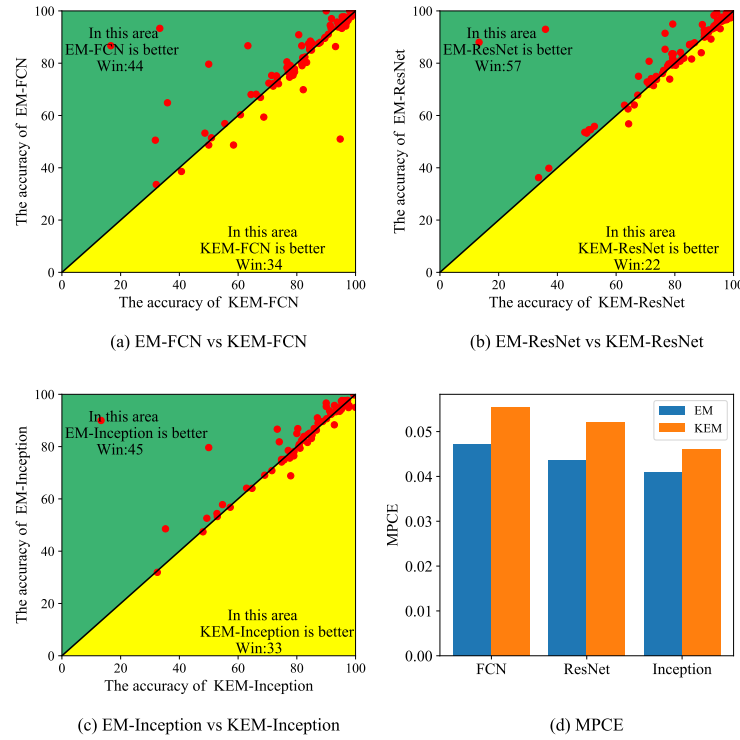 In this area
EM-FCN is better
Win:44
In this area
KEM-FCN is better
Win:34
The accuracy of EM-FCN
100
80
60
40
20
0
0 20 40 60 80 100
The accuracy of KEM-FCN
(a) EM-FCN vs KEM-FCN
In this area
EM-ResNet is better
Win:57
In this area
KEM-ResNet is better
Win:22
The accuracy of EM-ResNet
100
80
60
40
20
0
0 20 40 60 80 100
The accuracy of KEM-ResNet
(b) EM-ResNet vs KEM-ResNet
In this area
EM-Inception is better
Win:45
In this area
KEM-Inception is better
Win:33
The accuracy of EM-Inception
100
80
60
40
20
0
0 20 40 60 80 100
The accuracy of KEM-Inception
(c) EM-Inception vs KEM-Inception
EM
KEM
MPCE
0.05
0.04
0.03
0.02
0.01
0.00
FCN ResNet Inception
(d) MPCE